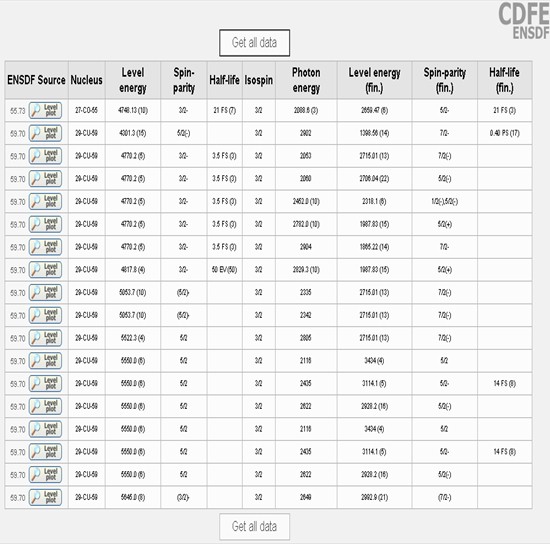 CDFE
ENSDF
Get all data
ENSDF Source Nucleus Level energy Spin-parity Half-life Isospin Photon energy Level energy (fin.) Spin-parity (fin.) Half-life (fin.)
55.73 Level plot 27-CO-55 4748.13 (18) 3/2- 21 FS (7) 3/2 2088.6 (3) 2659.47 (6) 5/2- 21 FS (3)
59.70 Level plot 29-CU-59 4301.3 (15) 5/2(-) 3/2 2902 1398.56 (14) 7/2- 0.48 PS (17)
59.70 Level plot 29-CU-59 4778.2 (5) 3/2- 3.5 FS (3) 3/2 2063 2715.01 (13) 7/2(-)
59.70 Level plot 29-CU-59 4778.2 (5) 3/2- 3.5 FS (3) 3/2 2060 2706.04 (22) 5/2(-)
59.70 Level plot 29-CU-59 4778.2 (5) 3/2- 3.5 FS (3) 3/2 2452.0 (10) 2318.1 (6) 1/2(-),5/2(-)
59.70 Level plot 29-CU-59 4778.2 (5) 3/2- 3.5 FS (3) 3/2 2782.0 (10) 1987.83 (15) 5/2(+)
59.70 Level plot 29-CU-59 4778.2 (5) 3/2- 3.5 FS (3) 3/2 2904 1865.22 (14) 7/2-
59.70 Level plot 29-CU-59 4817.8 (4) 3/2- 50 EV(50) 3/2 2829.3 (10) 1987.83 (15) 5/2(+)
59.70 Level plot 29-CU-59 5053.7 (10) (5/2)- 3/2 2335 2715.01 (13) 7/2(-)
59.70 Level plot 29-CU-59 5053.7 (10) (5/2)- 3/2 2342 2715.01 (13) 7/2(-)
59.70 Level plot 29-CU-59 5522.3 (4) 5/2 3/2 2806 2715.01 (13) 7/2(-)
59.70 Level plot 29-CU-59 5550.0 (6) 5/2 3/2 2116 3434 (4) 5/2
59.70 Level plot 29-CU-59 5550.0 (6) 5/2 3/2 2435 3114.1 (5) 5/2- 14 FS (8)
59.70 Level plot 29-CU-59 5550.0 (6) 5/2 3/2 2622 2928.2 (16) 5/2(-)
59.70 Level plot 29-CU-59 5550.0 (6) 5/2 3/2 2116 3434 (4) 5/2
59.70 Level plot 29-CU-59 5550.0 (6) 5/2 3/2 2435 3114.1 (5) 5/2- 14 FS (8)
59.70 Level plot 29-CU-59 5550.0 (6) 5/2 3/2 2622 2928.2 (16) 5/2(-)
59.70 Level plot 29-CU-59 5645.0 (8) (3/2)- 3/2 2649 2992.9 (21) (7/2-)
Get all data